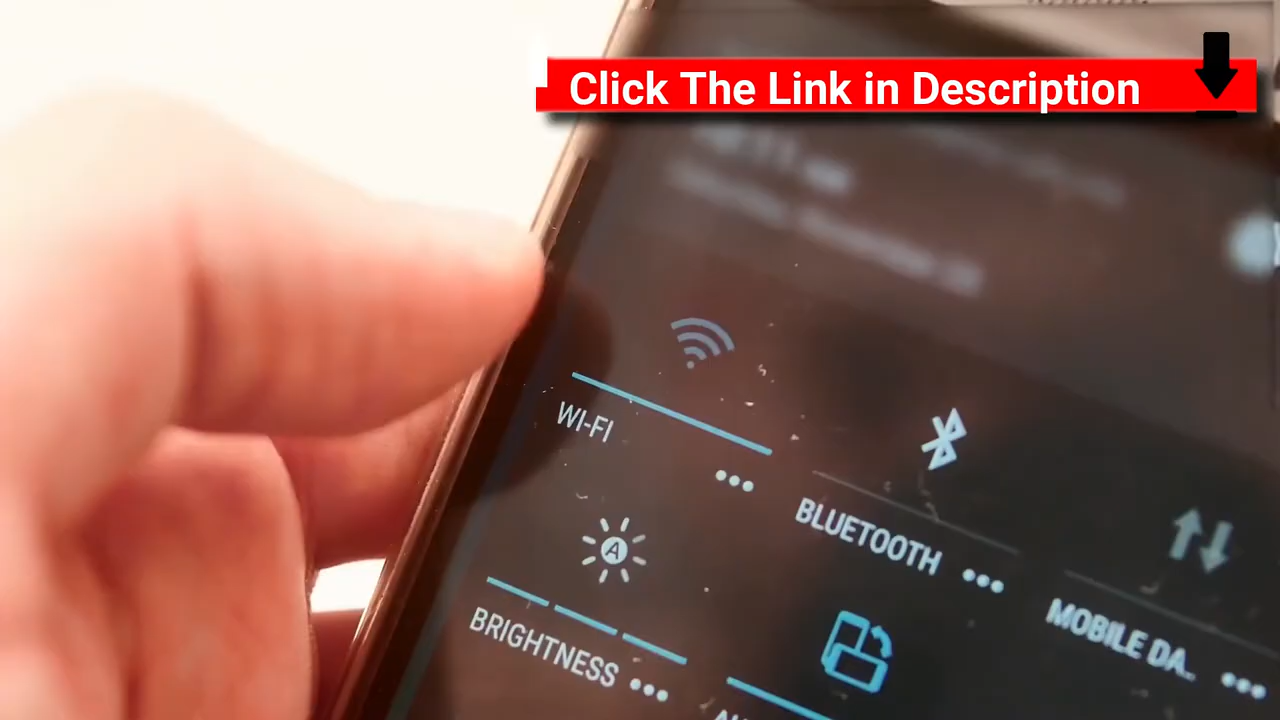 Click The Link in Description
WI-FI
BLUETOOTH
A
BRIGHTNESS
MOBILE DA..